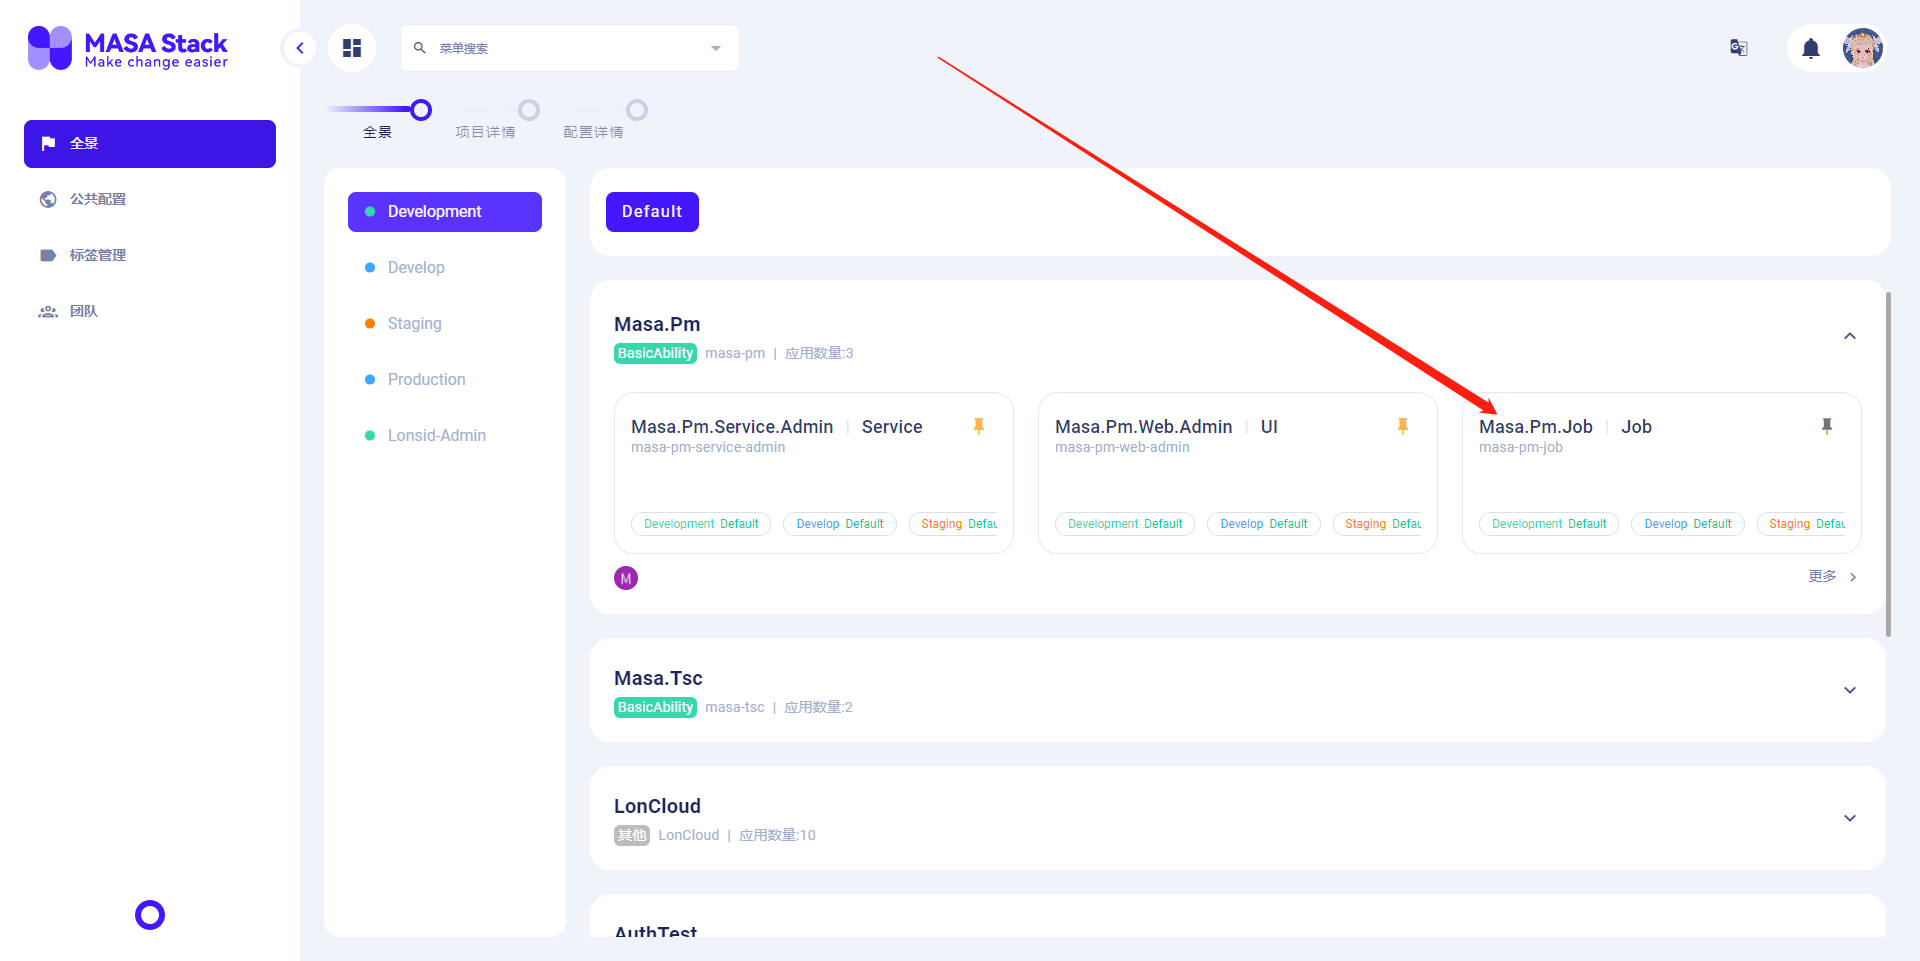 MASA Stack
Make change easier
菜单搜索
全景
公共配置
标签管理
团队
全景
项目详情
配置详情
Development
Develop
Staging
Production
Lonsid-Admin
Default
Masa.Pm
BasicAbility masa-pm | 应用数量:3
Masa.Pm.Service.Admin | Service
masa-pm-service-admin
Development Default Develop Default Staging Defau
Masa.Pm.Web.Admin | UI
masa-pm-web-admin
Development Default Develop Default Staging Defau
Masa.Pm.Job | Job
masa-pm-job
Development Default Develop Default Staging Defau
M
更多
Masa.Tsc
BasicAbility masa-tsc | 应用数量:2
LonCloud
其他 LonCloud | 应用数量:10
AuthTest